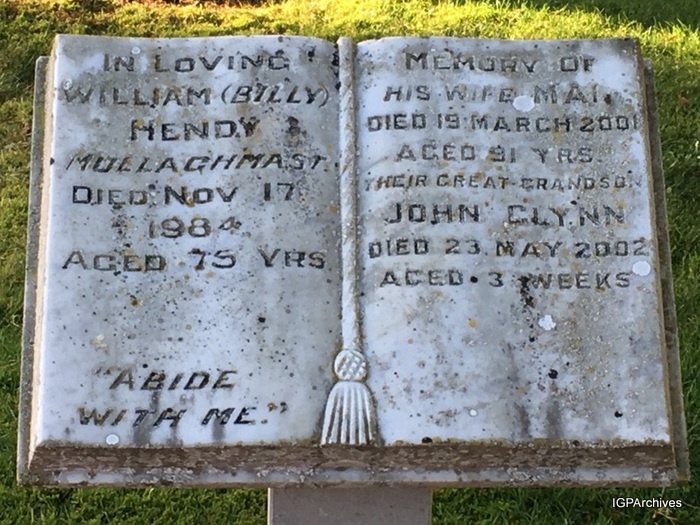 IN LOVING
WILLIAM (BILLY)
HENDY
MULLAGHMAST
DIED NOV 17
1984
AGED 75 YRS
"ABIDE
WITH ME."
MEMORY OF
HIS WIFE MAI,
DIED 19 MARCH 2001
AGED 91 YRS.
THEIR GREAT-GRANDSON
JOHN GLYNN
DIED 23 MAY 2002
AGED 3 WEEKS
IGPArchives